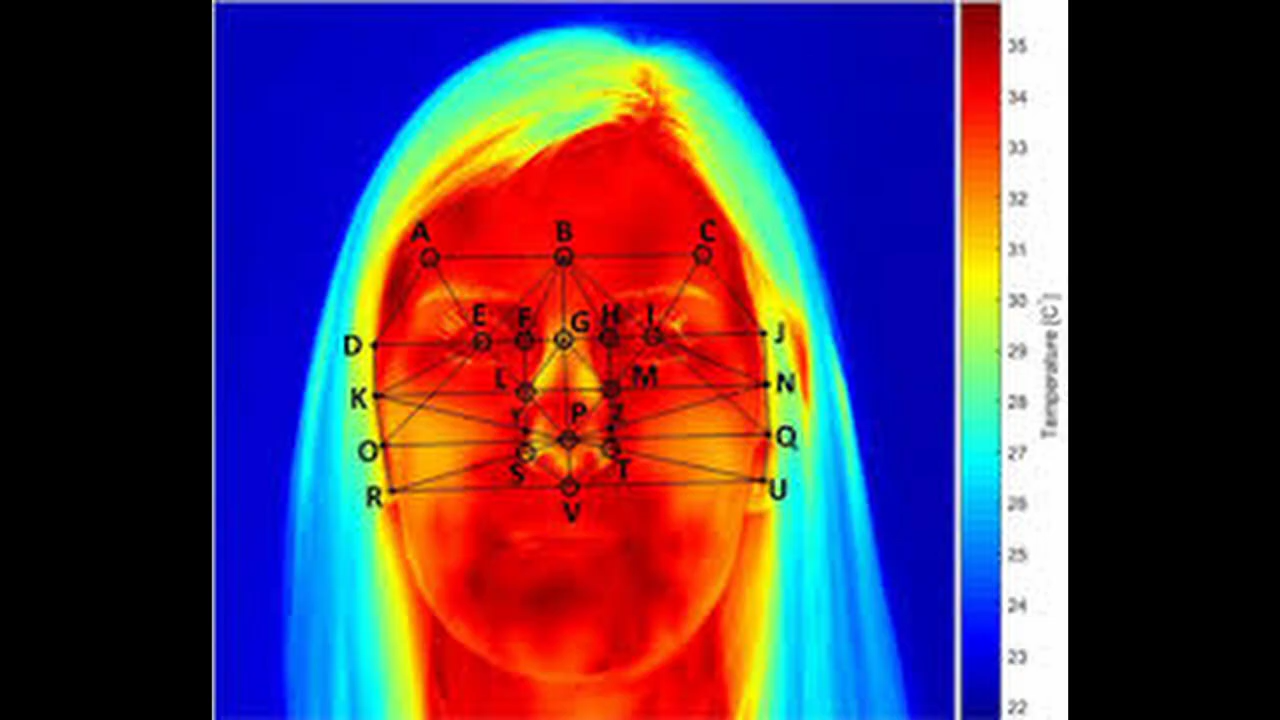 35
34
33
32
31
30
29
28
27
26
25
24
23
22
Temperature [C]
A B C
E F G H I
D J
L M
K N
Y P Z
O Q
S T
R U
V